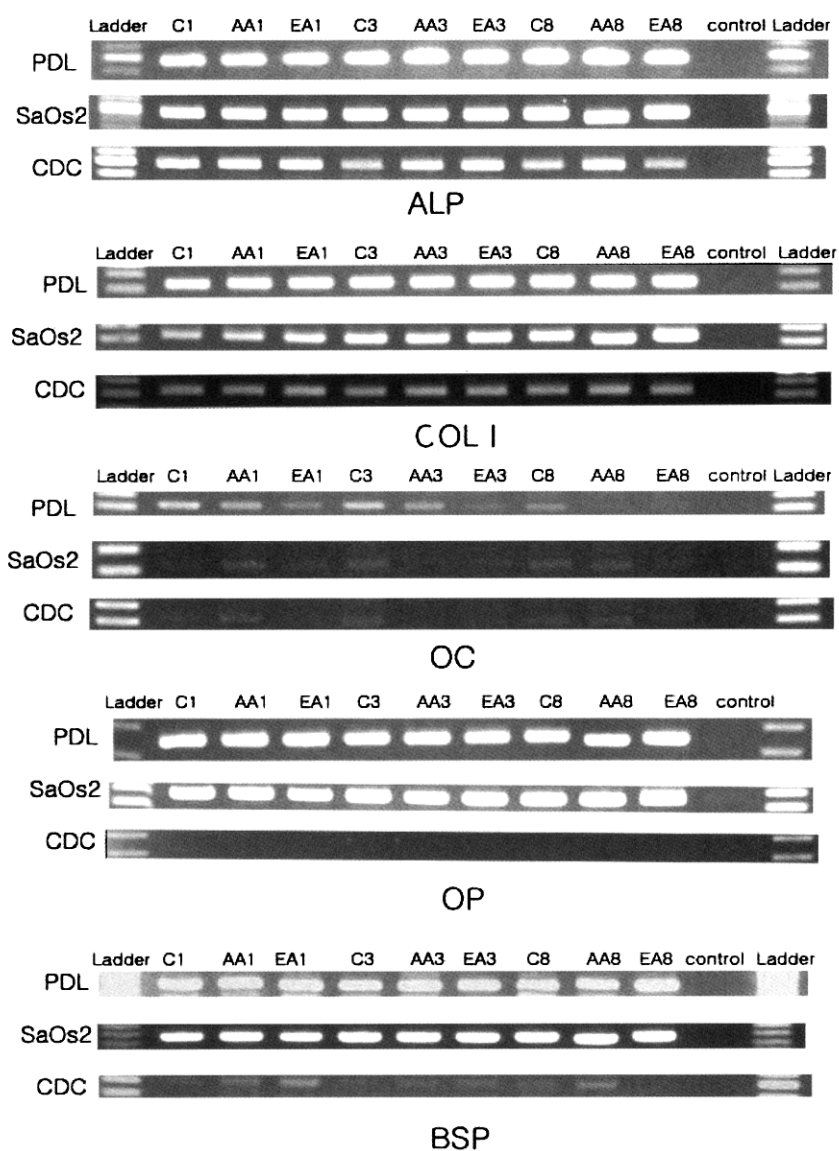 Ladder C1 AA1 EA1 C3 AA3 EA3 C8 AA8 EA8 control Ladder
PDL
SaOs2
CDC
ALP
Ladder C1 AA1 EA1 C3 AA3 EA3 C8 AA8 EA8 control Ladder
PDL
SaOs2
CDC
COL I
Ladder C1 AA1 EA1 C3 AA3 EA3 C8 AA8 EA8 control Ladder
PDL
SaOs2
CDC
OC
Ladder C1 AA1 EA1 C3 AA3 EA3 C8 AA8 EA8 control
PDL
SaOs2
CDC
OP
Ladder C1 AA1 EA1 C3 AA3 EA3 C8 AA8 EA8 control Ladder
PDL
SaOs2
CDC
BSP